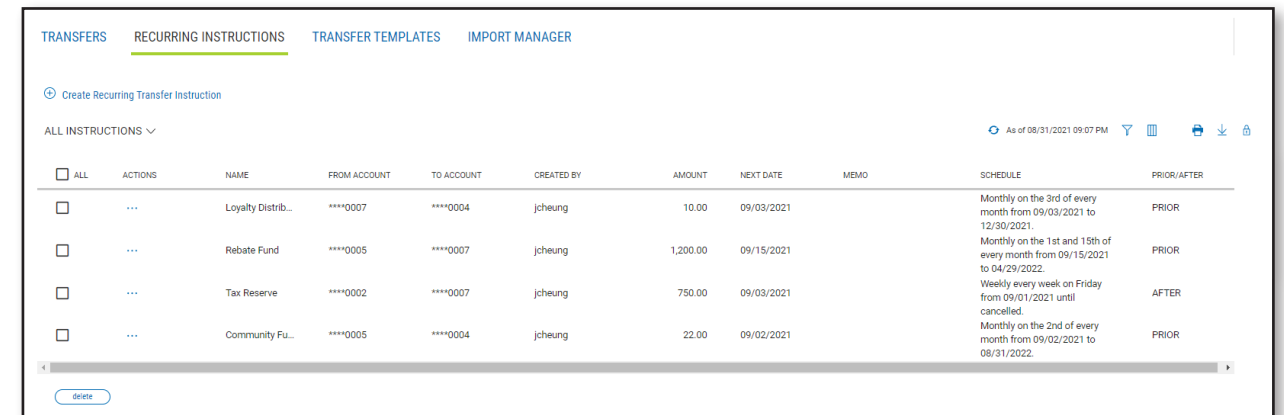 TRANSFERS RECURRING INSTRUCTIONS TRANSFER TEMPLATES IMPORT MANAGER
Create Recurring Transfer Instruction
ALL INSTRUCTIONS As of 08/31/2021 09:07 PM
ALL ACTIONS NAME FROM ACCOUNT TO ACCOUNT CREATED BY AMOUNT NEXT DATE MEMO SCHEDULE PRIOR/AFTER
Loyalty Distrib... ****0007 ****0004 jcheung 10.00 09/03/2021 Monthly on the 3rd of every PRIOR
month from 09/03/2021 to
12/30/2021.
Rebate Fund ****0005 ****0007 jcheung 1,200.00 09/15/2021 Monthly on the 1st and 15th of PRIOR
every month from 09/15/2021
to 04/29/2022.
Tax Reserve ****0002 ****0007 jcheung 750.00 09/03/2021 Weekly every week on Friday AFTER
from 09/01/2021 until
cancelled.
Community Fu... ****0005 ****0004 jcheung 22.00 09/02/2021 Monthly on the 2nd of every PRIOR
month from 09/02/2021 to
08/31/2022.
delete